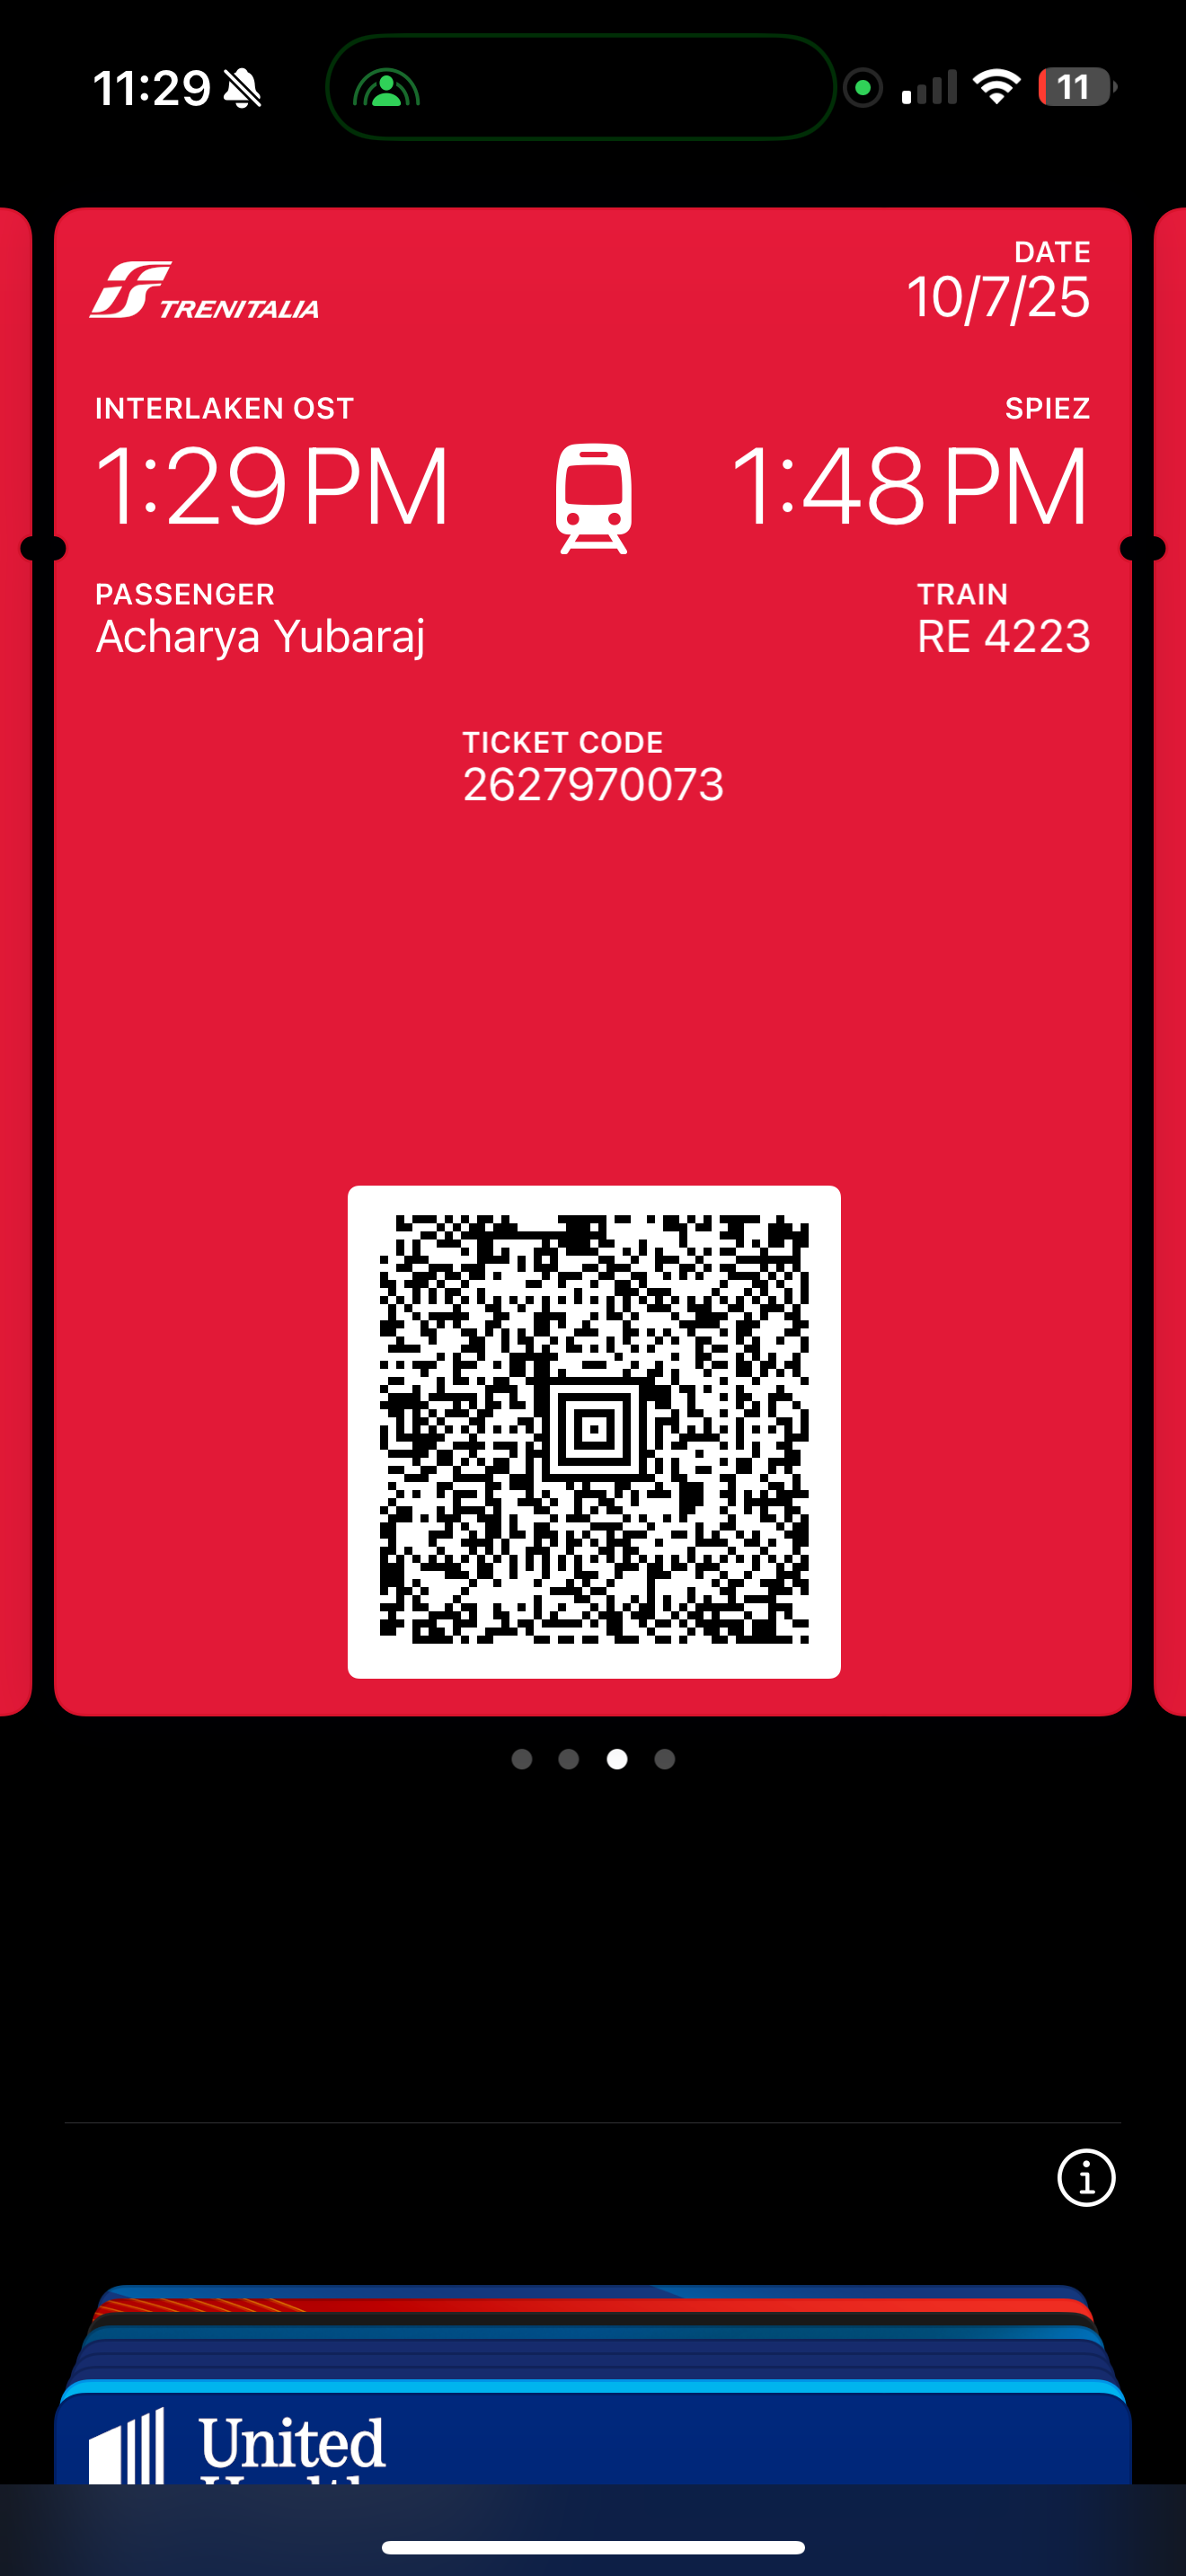 11:29
11
TRENITALIA
DATE
10/7/25
INTERLAKEN OST
SPIEZ
1:29 PM
1:48 PM
PASSENGER
TRAIN
Acharya Yubaraj
RE 4223
TICKET CODE
2627970073
United